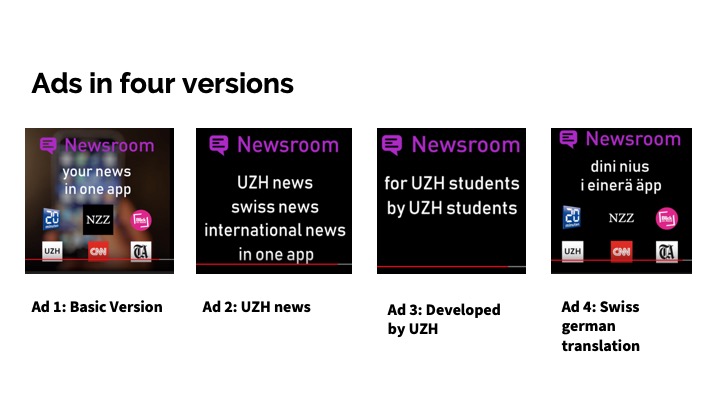 Ads in four versions
Newsroom
your news
in one app
20
NZZ
UZH
CNN
TA
Ad 1: Basic Version
Newsroom
UZH news
swiss news
international news
in one app
Ad 2: UZH news
Newsroom
for UZH students
by UZH students
Ad 3: Developed
by UZH
Newsroom
dini nius
i einerä äpp
20
NZZ
UZH
CNN
TA
Ad 4: Swiss
german
translation